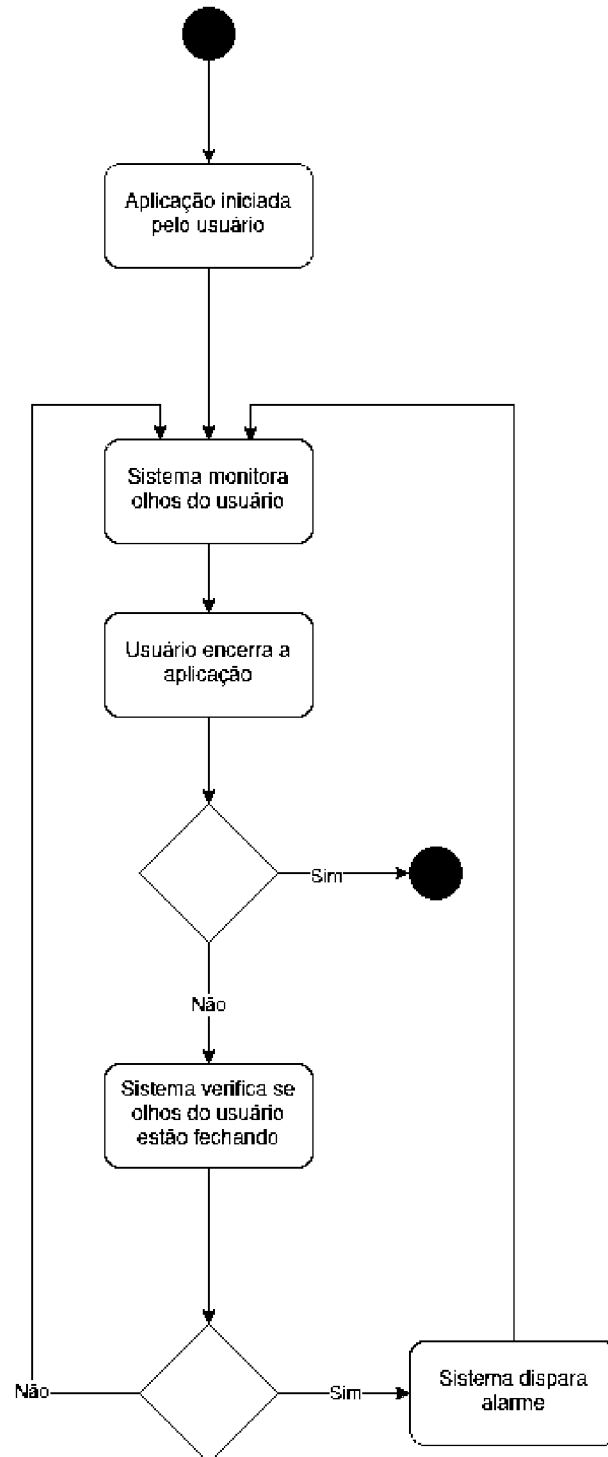 Aplicação iniciada
pelo usuário
Sistema monitora
olhos do usuário
Usuário encerra a
aplicação
Sim
Não
Sistema verifica se
olhos do usuário
estão fechando
Não
Sim
Sistema dispara
alarme